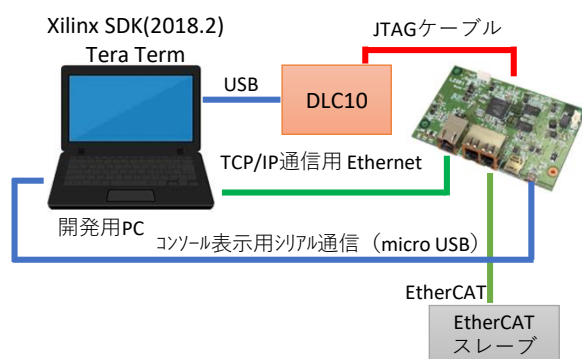 Xilinx SDK(2018.2)
Tera Term
JTAGケーブル
USB
DLC10
TCP/IP通信用 Ethernet
開発用PC
ｺﾝｿｰﾙ表示用ｼﾘｱﾙ通信（micro USB）
EtherCAT
EtherCAT
スレーブ